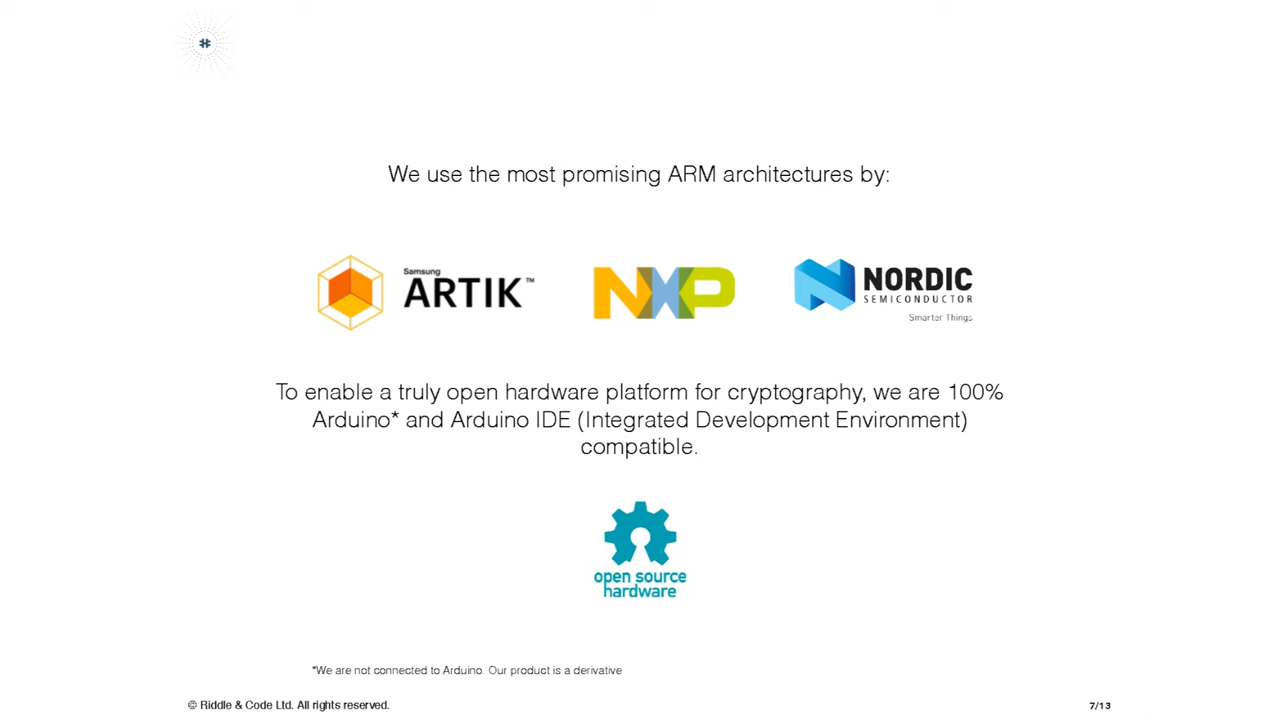 We use the most promising ARM architectures by:
Samsung
ARTIK™
NXP
NORDIC
SEMICONDUCTOR
Smarter Things
To enable a truly open hardware platform for cryptography, we are 100%
Arduino* and Arduino IDE (Integrated Development Environment)
compatible.
open source
hardware
*We are not connected to Arduino. Our product is a derivative
© Riddle & Code Ltd. All rights reserved.
7/13